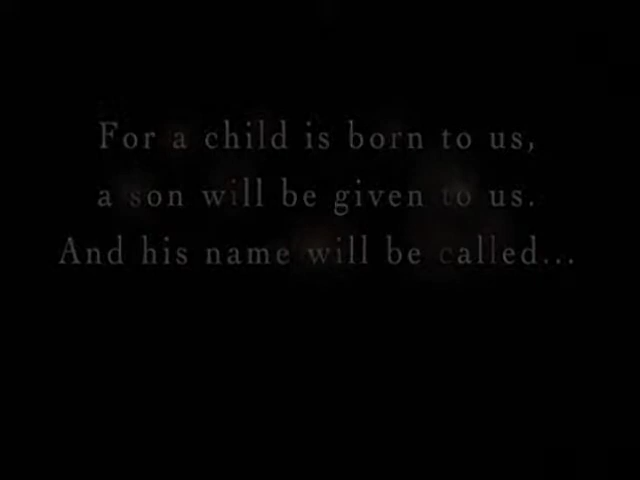 For a child is born to us,
a son will be given to us.
And his name will be called...